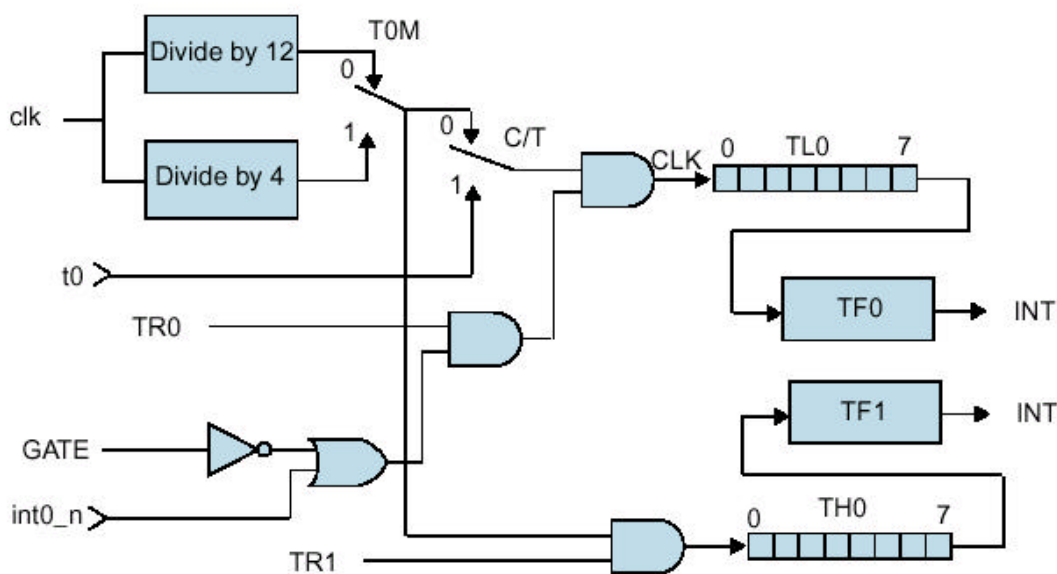 T0M
Divide by 12
0
clk
1
0
C/T
Divide by 4
1
CLK
0 TL0 7
t0
TR0
TF0
INT
TF1
INT
GATE
int0_n
0 TH0 7
TR1